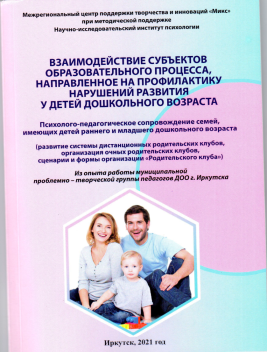 Межрегиональный центр поддержки творчества и инноваций «Микс»
при методической поддержке
Научно-исследовательский институт психологии
ВЗАИМОДЕЙСТВИЕ СУБЪЕКТОВ
ОБРАЗОВАТЕЛЬНОГО ПРОЦЕССА,
НАПРАВЛЕННОЕ НА ПРОФИЛАКТИКУ
НАРУШЕНИЙ РАЗВИТИЯ
У ДЕТЕЙ ДОШКОЛЬНОГО ВОЗРАСТА
Психолого-педагогическое сопровождение семей,
имеющих детей раннего и младшего дошкольного возраста
(развитие системы дистанционных родительских клубов,
организация очных родительских клубов,
сценарии и формы организации «Родительского клуба»)
Из опыта работы муниципальной
проблемно – творческой группы педагогов ДОО г. Иркутска
Иркутск, 2021 год